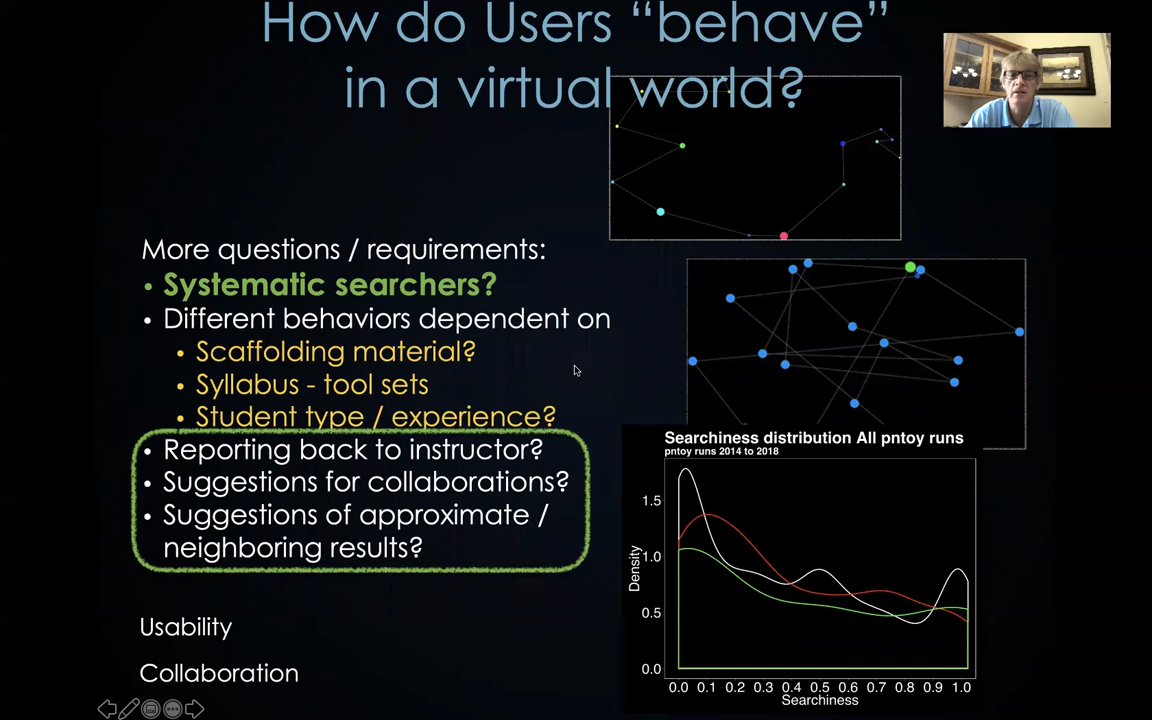 How do Users “behave”
in a virtual world?
More questions / requirements:
• Systematic searchers?
• Different behaviors dependent on
• Scaffolding material?
• Syllabus - tool sets
• Student type / experience?
• Reporting back to instructor?
• Suggestions for collaborations?
• Suggestions of approximate /
neighboring results?
Usability
Collaboration
Searchiness distribution All pntoy runs
pntoy runs 2014 to 2018
Density
1.5
1.0
0.5
0.0
0.0 0.1 0.2 0.3 0.4 0.5 0.6 0.7 0.8 0.9 1.0
Searchiness